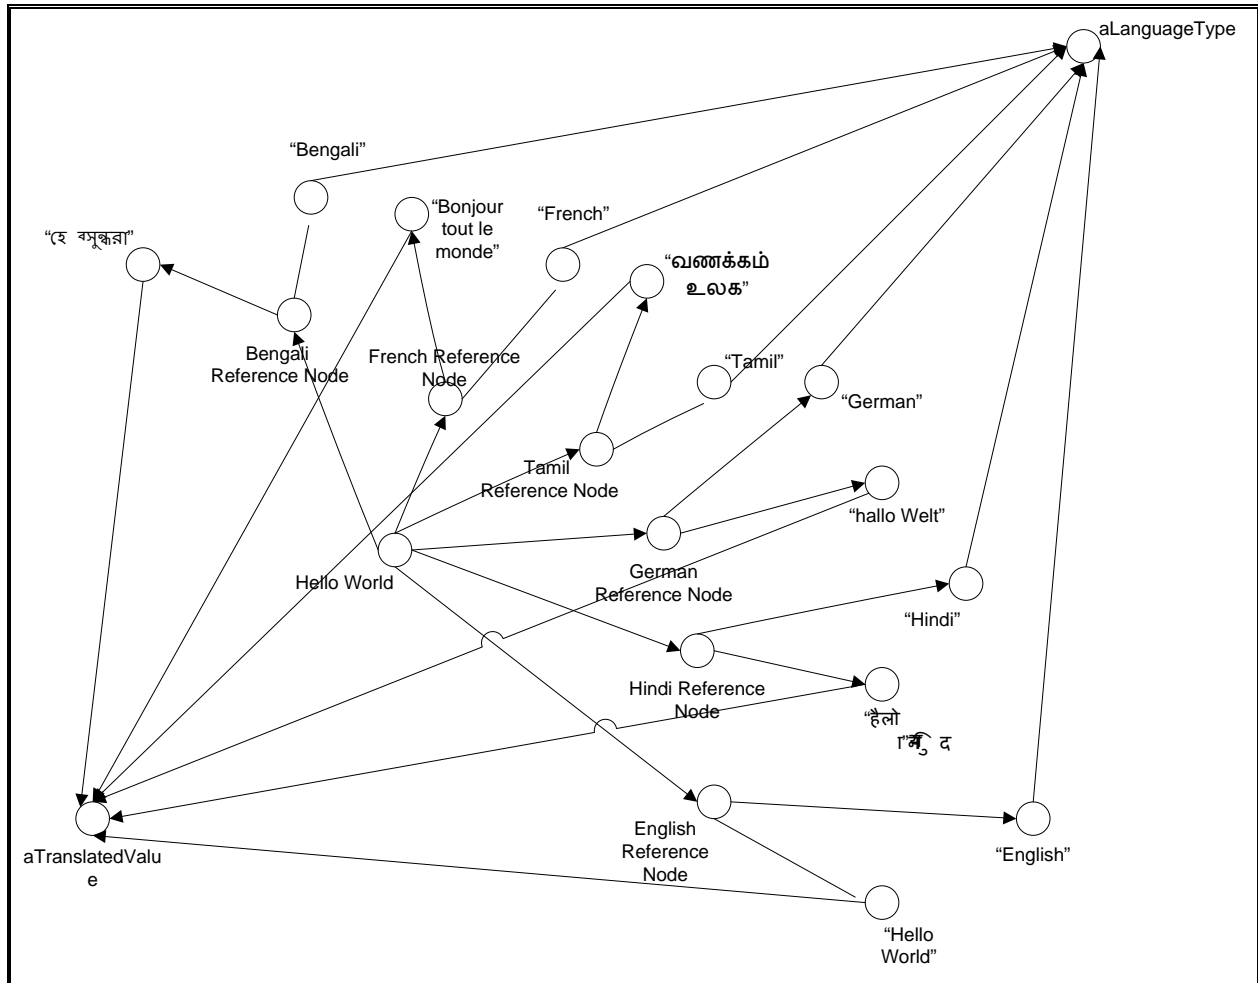 aLanguageType
“Bengali”
“Bonjour
tout le
monde”
“French”
“হে
“வணக்கம்
உலக”
Bengali
Reference Node
French Reference
Node
“Tamil”
“German”
Tamil
Reference Node
“hallo Welt”
Hello World
German
Reference Node
“Hindi”
Hindi Reference
Node
“हैलो
English
Reference
Node
“English”
aTranslatedValu
e
“Hello
World”